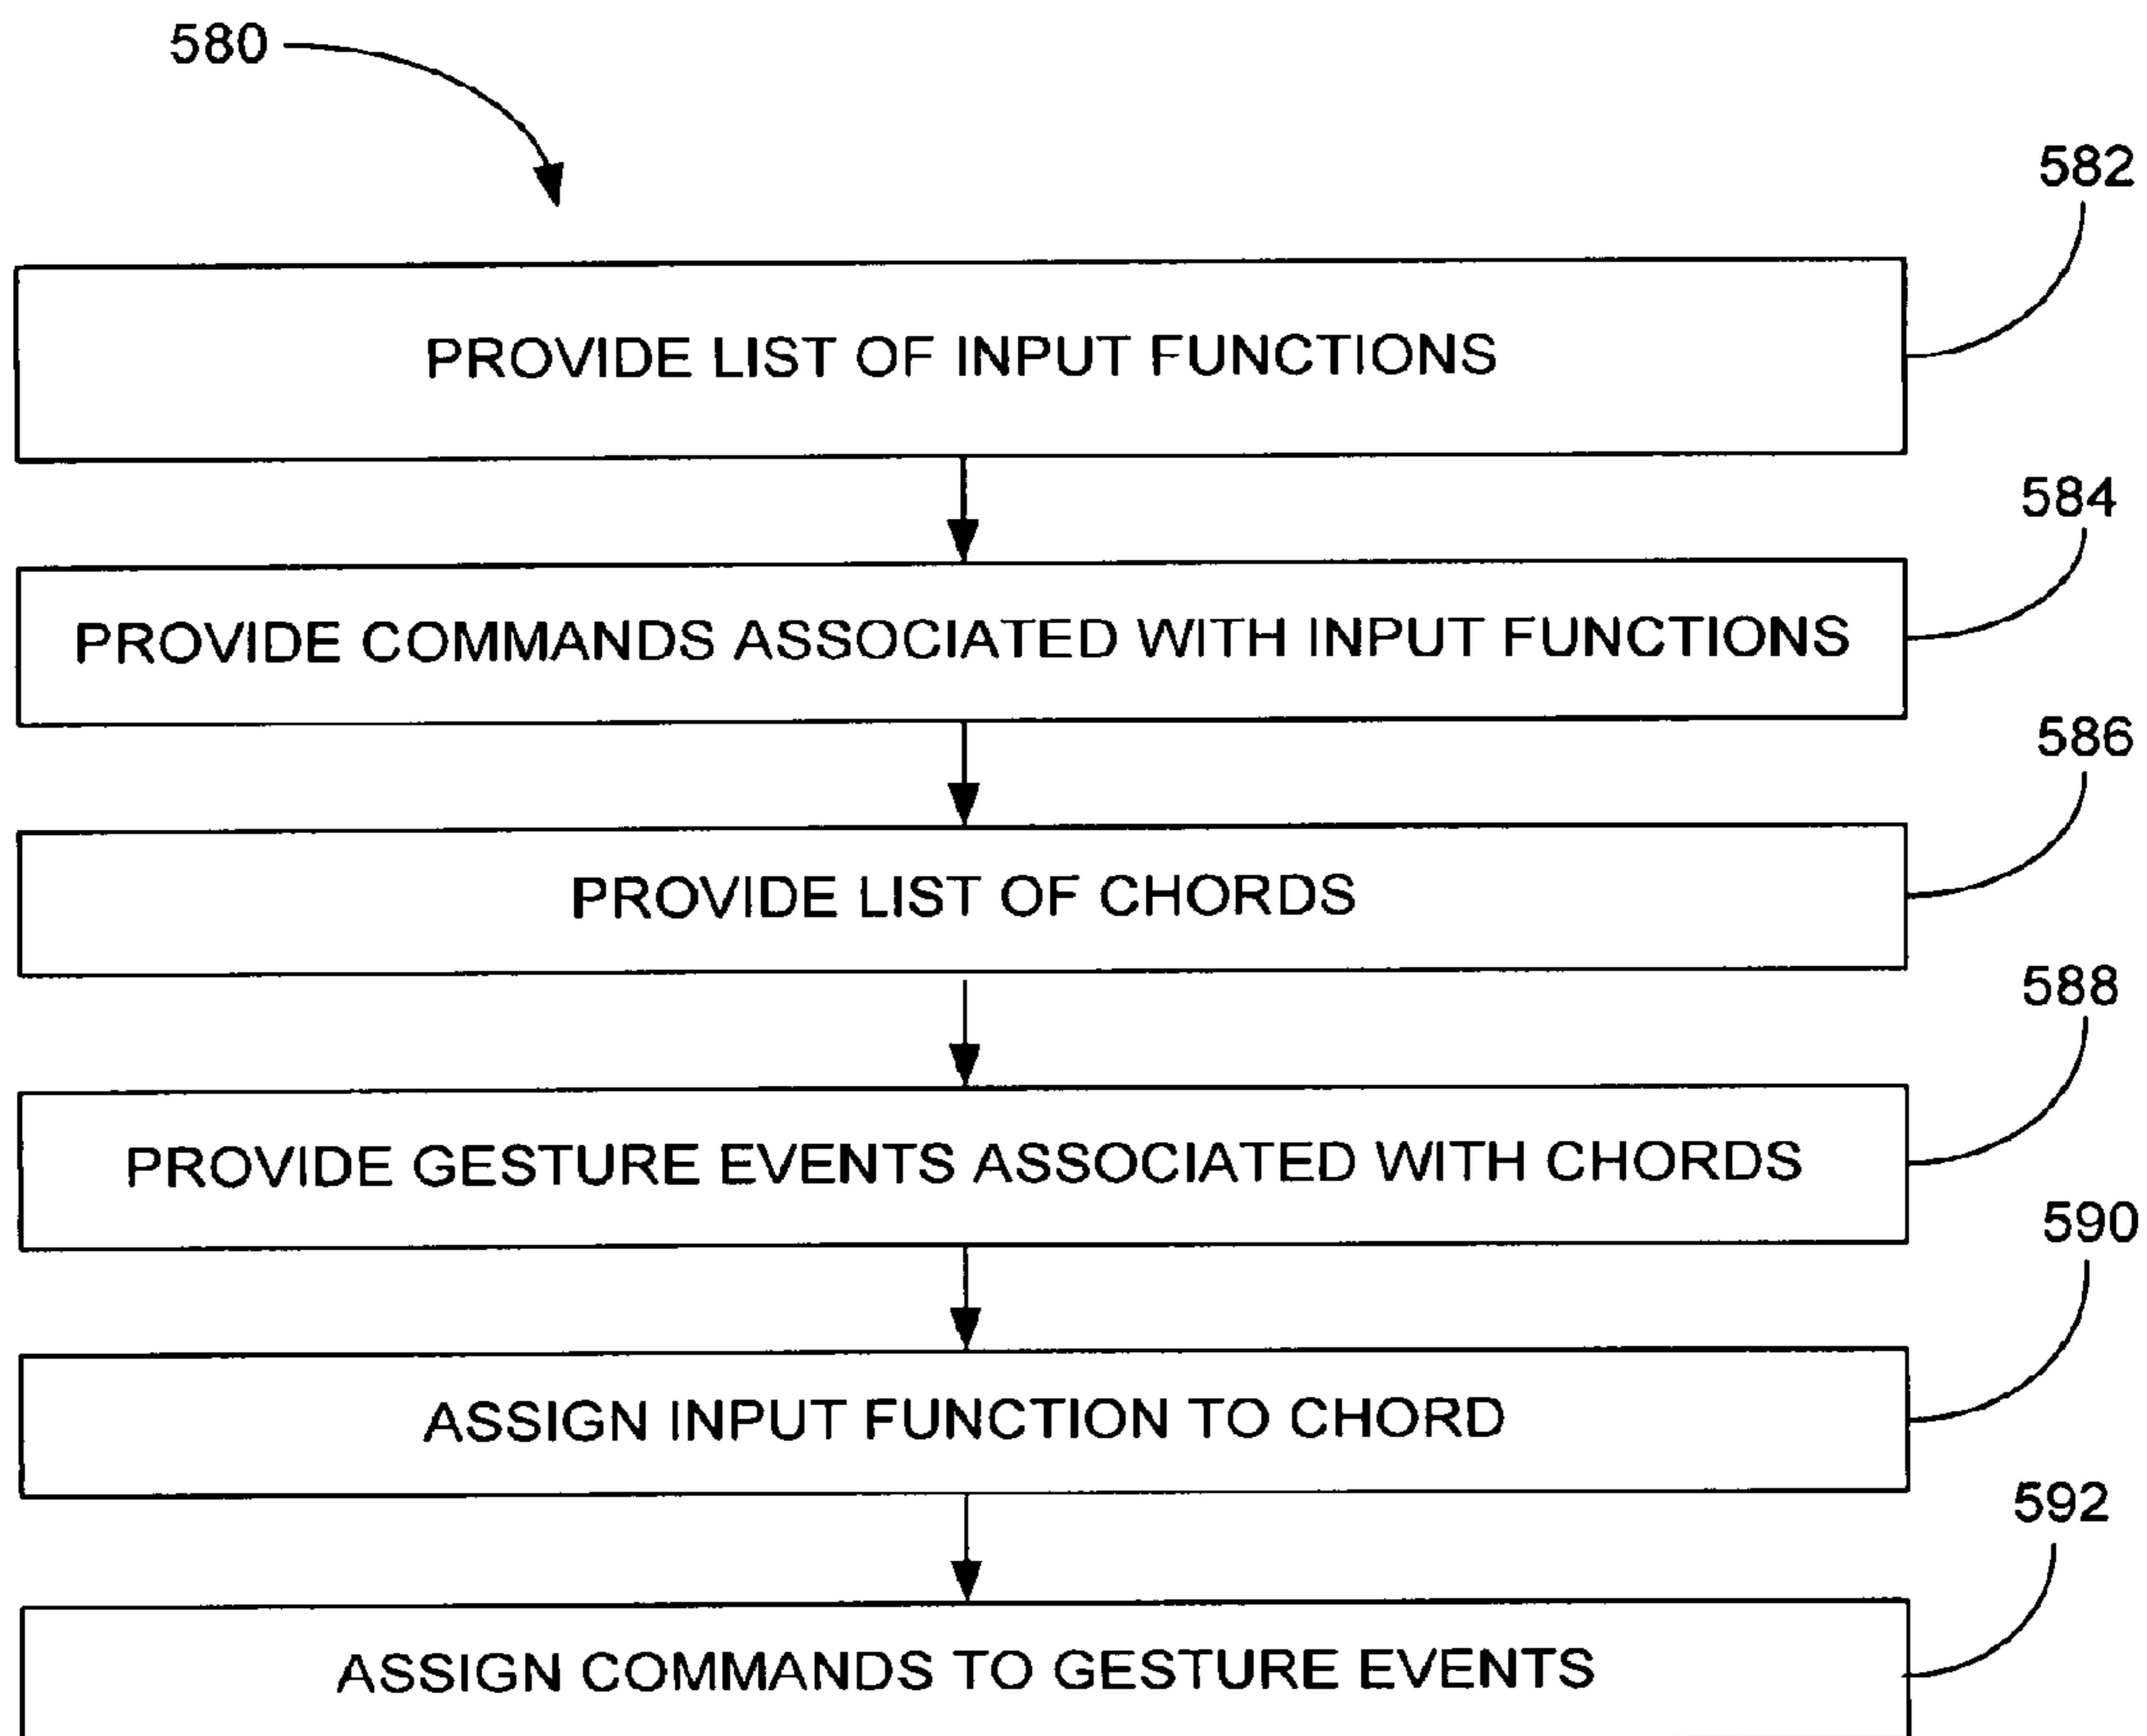 580
582
PROVIDE LIST OF INPUT FUNCTIONS
584
PROVIDE COMMANDS ASSOCIATED WITH INPUT FUNCTIONS
586
PROVIDE LIST OF CHORDS
588
PROVIDE GESTURE EVENTS ASSOCIATED WITH CHORDS
590
ASSIGN INPUT FUNCTION TO CHORD
592
ASSIGN COMMANDS TO GESTURE EVENTS